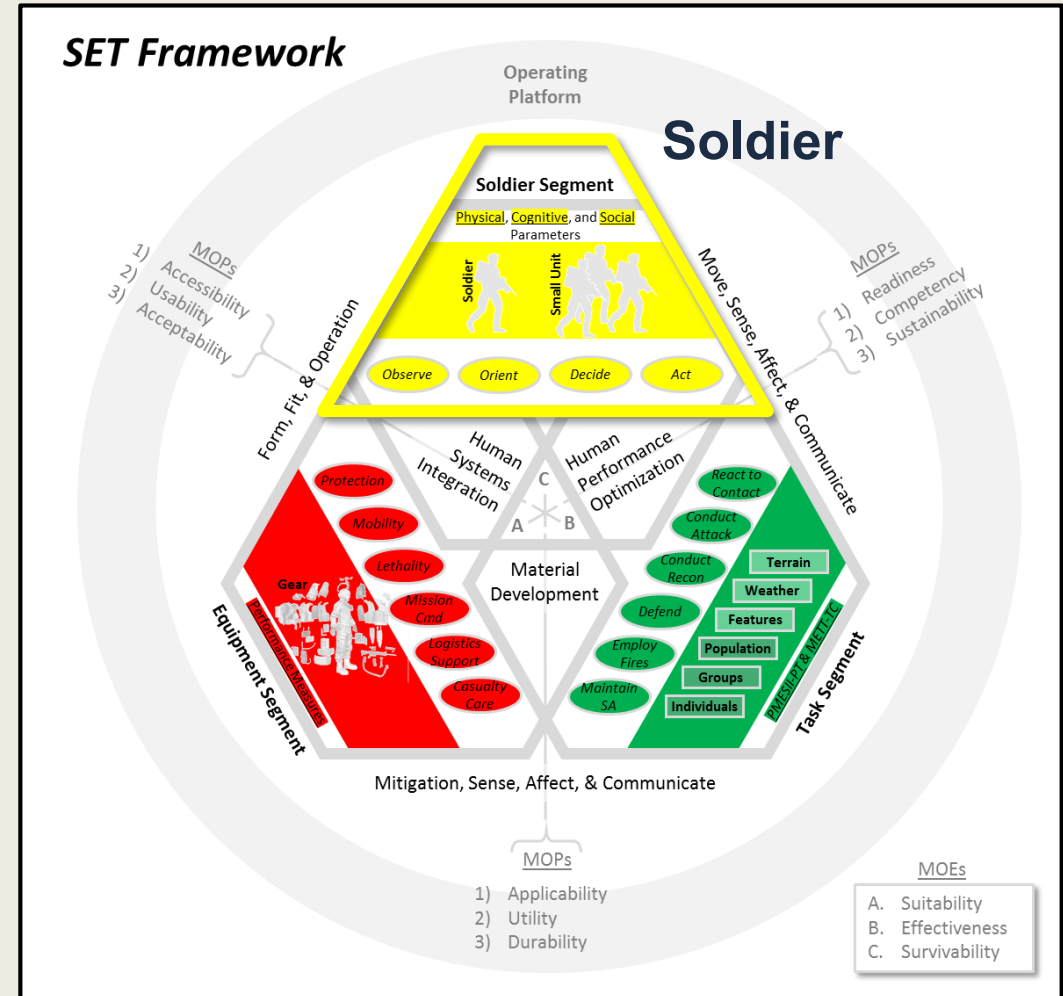 SET Framework
Operating
Platform
Soldier
Soldier Segment
Physical, Cognitive, and Social
Parameters
Soldier
Small Unit
Observe
Orient
Decide
Act
MOPs
1) Accessibility
2) Usability
3) Acceptability
Form, Fit, & Operation
MOPs
1) Readiness
2) Competency
3) Sustainability
Move, Sense, Affect, & Communicate
Human
Systems
Integration
Human
Performance
Optimization
C
A
B
Material
Development
Protection
Mobility
Lethality
Mission
Cmd
Logistics
Support
Casualty
Care
Gear
Performance Measures
Equipment Segment
React to
Contact
Conduct
Attack
Conduct
Recon
Defend
Employ
Fires
Maintain
SA
Terrain
Weather
Features
Population
Groups
Individuals
PMESII-PT & METT-TC
Task Segment
Mitigation, Sense, Affect, & Communicate
MOPs
1) Applicability
2) Utility
3) Durability
MOEs
A. Suitability
B. Effectiveness
C. Survivability